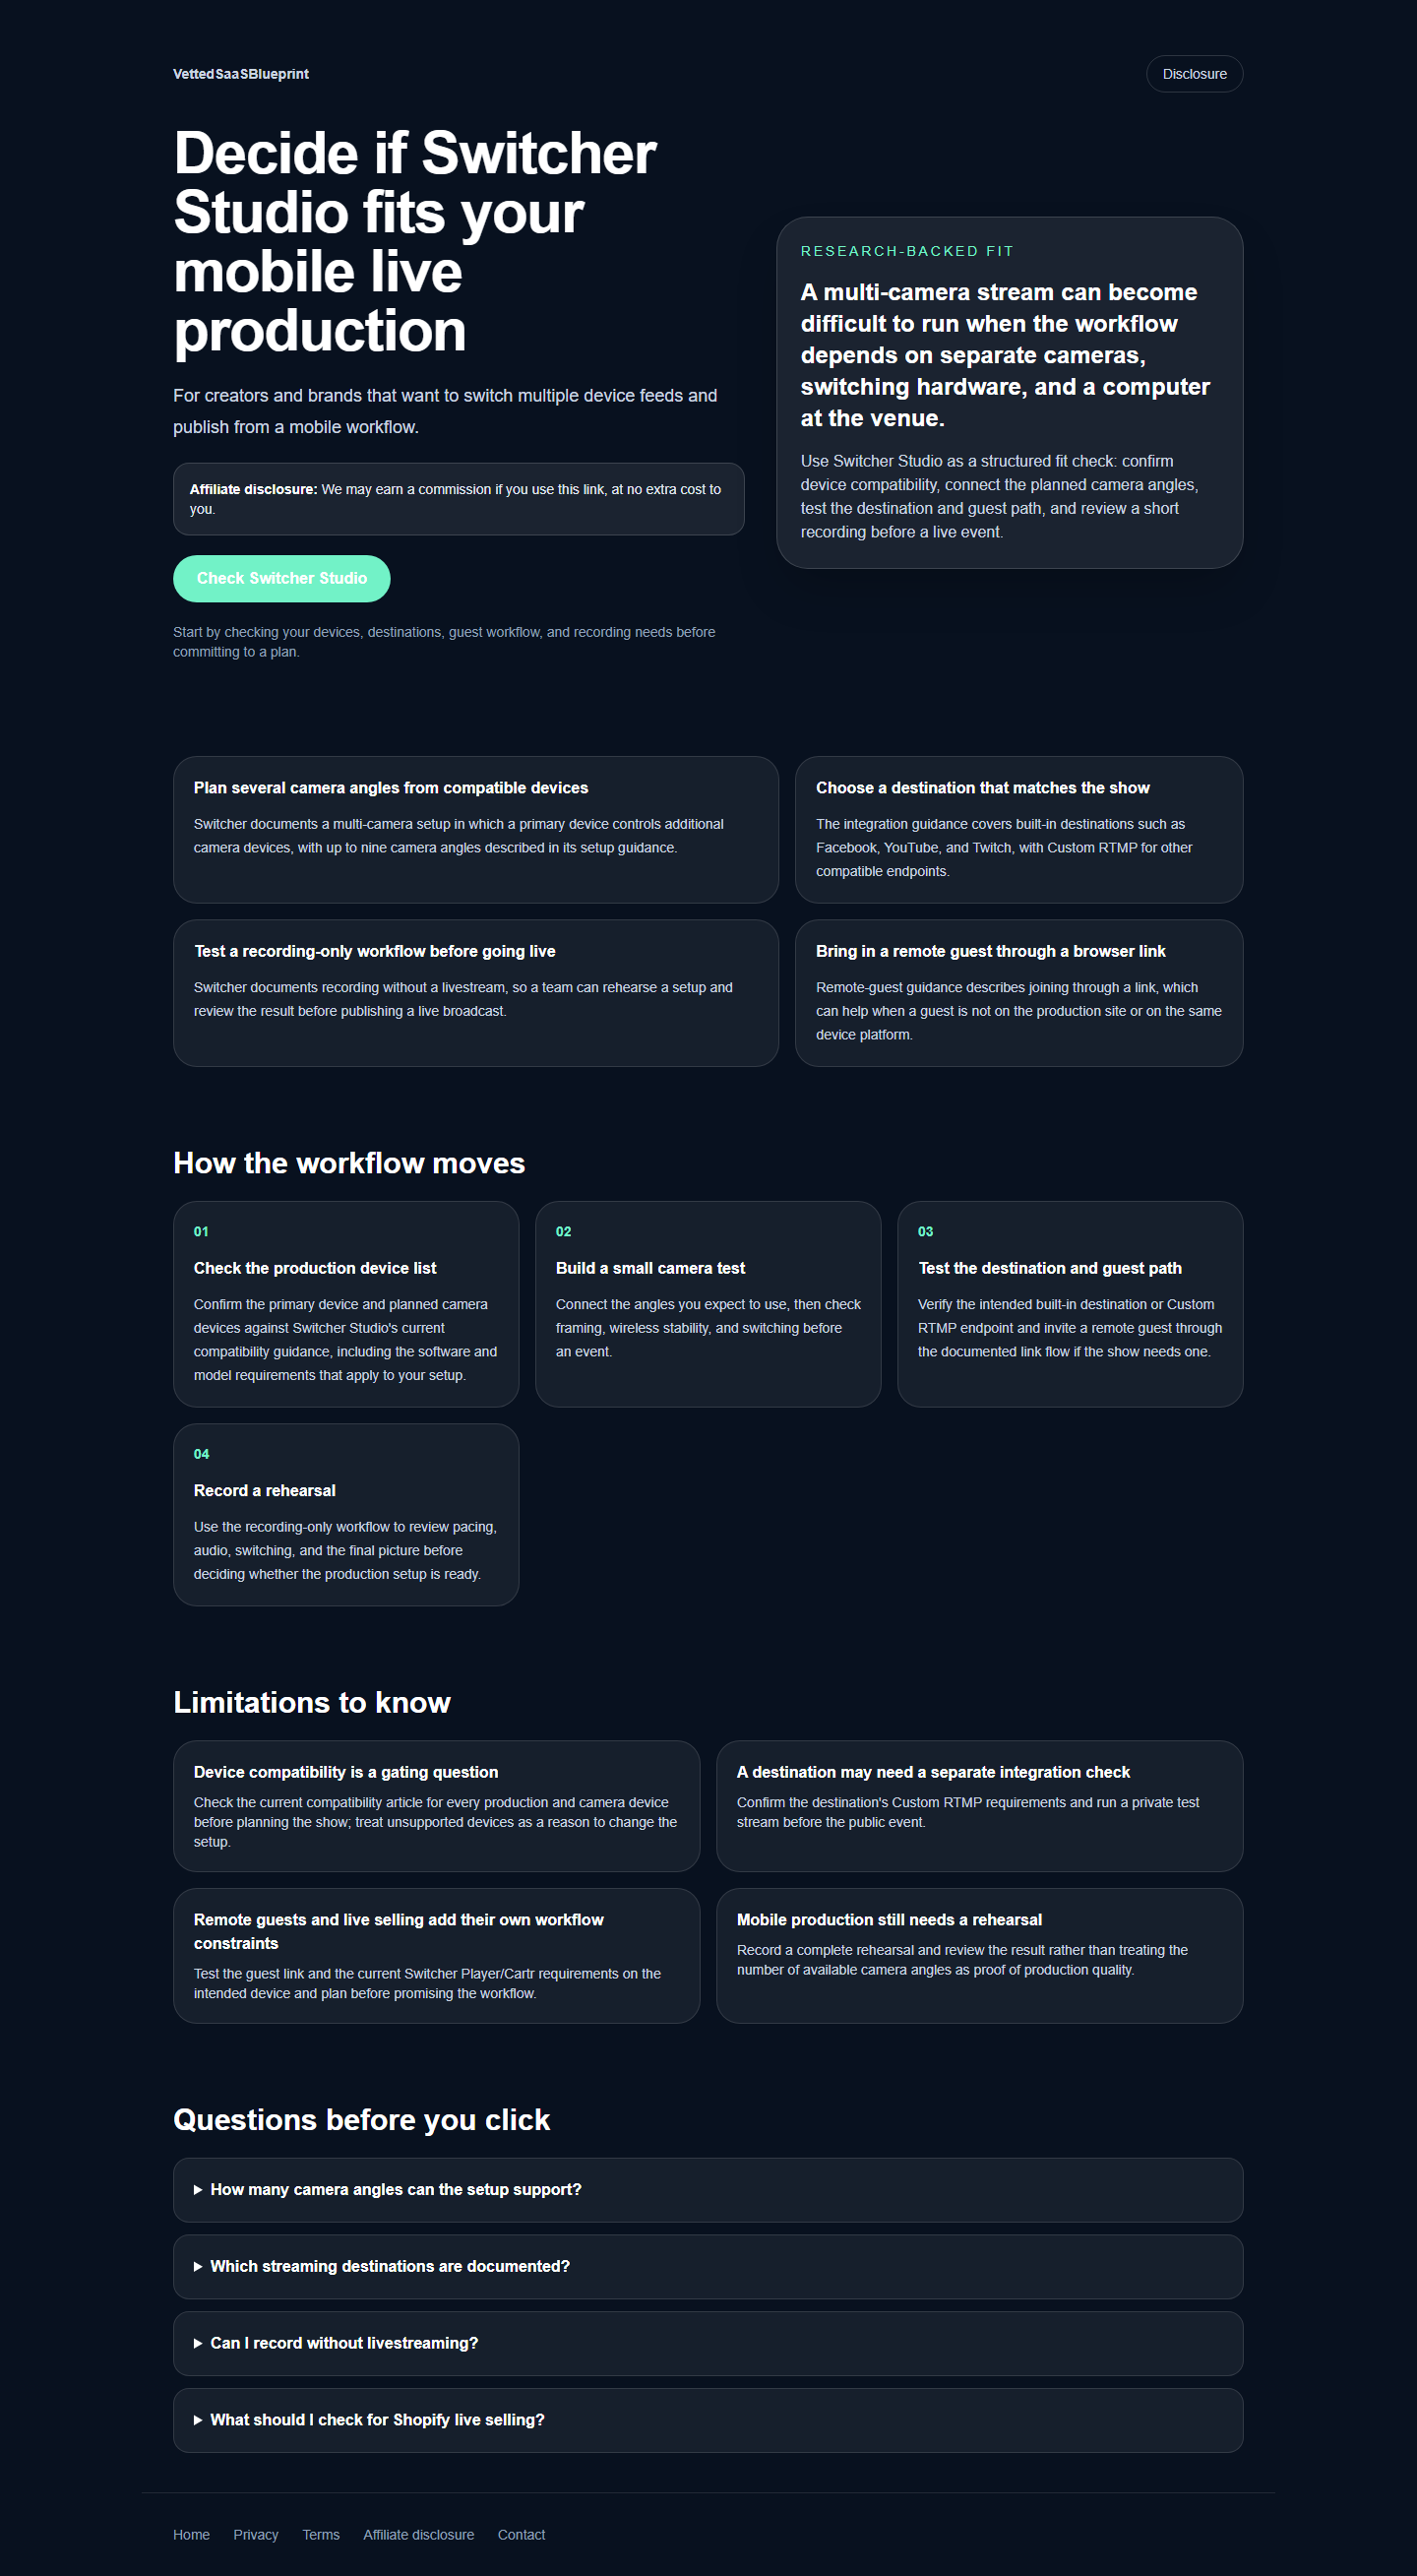 VettedSaaSBlueprint
Disclosure
Decide if Switcher
Studio fits your
mobile live
production
For creators and brands that want to switch multiple device feeds and
publish from a mobile workflow.
Affiliate disclosure: We may earn a commission if you use this link, at no extra cost to
you.
Check Switcher Studio
Start by checking your devices, destinations, guest workflow, and recording needs before
committing to a plan.
RESEARCH-BACKED FIT
A multi-camera stream can become
difficult to run when the workflow
depends on separate cameras,
switching hardware, and a computer
at the venue.
Use Switcher Studio as a structured fit check: confirm
device compatibility, connect the planned camera angles,
test the destination and guest path, and review a short
recording before a live event.
Plan several camera angles from compatible devices
Switcher documents a multi-camera setup in which a primary device controls additional
camera devices, with up to nine camera angles described in its setup guidance.
Choose a destination that matches the show
The integration guidance covers built-in destinations such as
Facebook, YouTube, and Twitch, with Custom RTMP for other
compatible endpoints.
Test a recording-only workflow before going live
Switcher documents recording without a livestream, so a team can rehearse a setup and
review the result before publishing a live broadcast.
Bring in a remote guest through a browser link
Remote-guest guidance describes joining through a link, which
can help when a guest is not on the production site or on the same
device platform.
How the workflow moves
01
Check the production device list
Confirm the primary device and planned camera
devices against Switcher Studio's current
compatibility guidance, including the software and
model requirements that apply to your setup.
02
Build a small camera test
Connect the angles you expect to use, then check
framing, wireless stability, and switching before
an event.
03
Test the destination and guest path
Verify the intended built-in destination or Custom
RTMP endpoint and invite a remote guest through
the documented link flow if the show needs one.
04
Record a rehearsal
Use the recording-only workflow to review pacing,
audio, switching, and the final picture before
deciding whether the production setup is ready.
Limitations to know
Device compatibility is a gating question
Check the current compatibility article for every production and camera device
before planning the show; treat unsupported devices as a reason to change the
setup.
A destination may need a separate integration check
Confirm the destination's Custom RTMP requirements and run a private test
stream before the public event.
Remote guests and live selling add their own workflow
constraints
Test the guest link and the current Switcher Player/Cartr requirements on the
intended device and plan before promising the workflow.
Mobile production still needs a rehearsal
Record a complete rehearsal and review the result rather than treating the
number of available camera angles as proof of production quality.
Questions before you click
How many camera angles can the setup support?
Which streaming destinations are documented?
Can I record without livestreaming?
What should I check for Shopify live selling?
Home
Privacy
Terms
Affiliate disclosure
Contact